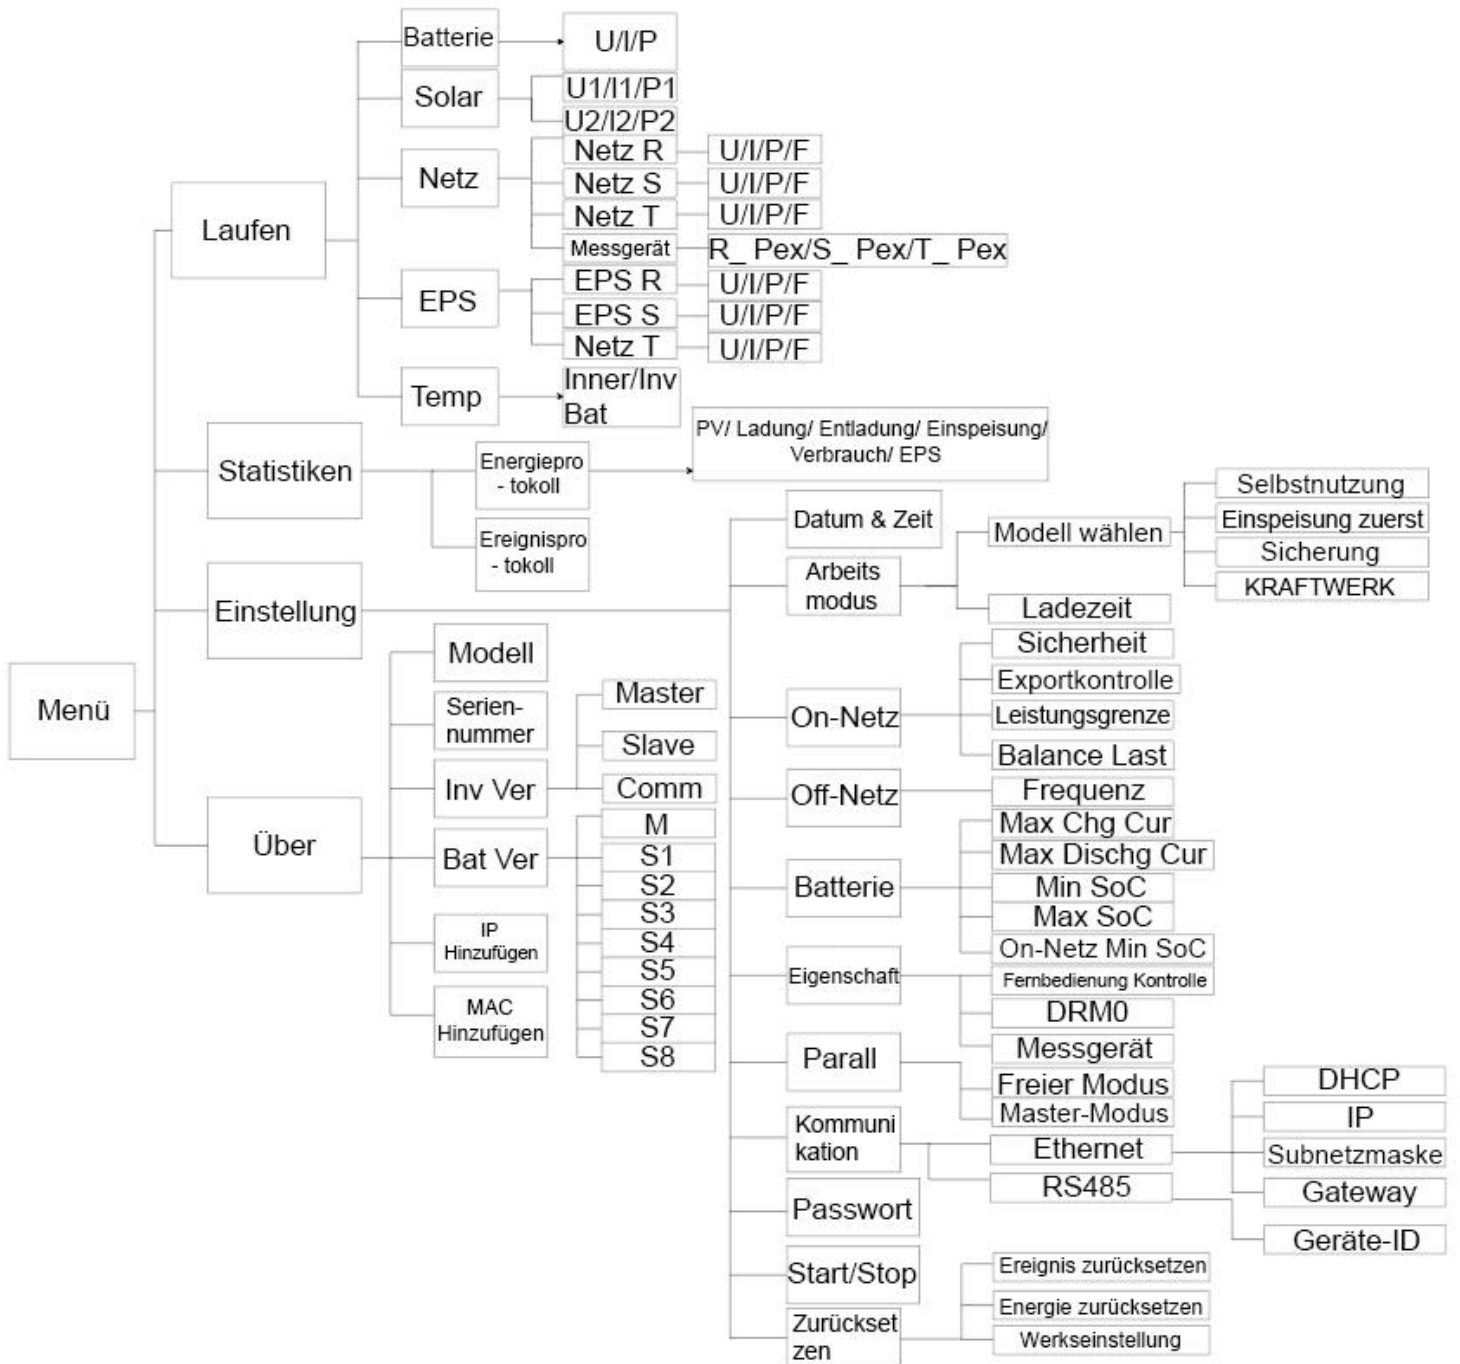 Menü
Laufen
Batterie
U/I/P
Solar
U1/I1/P1
U2/I2/P2
Netz
Netz R
U/I/P/F
Netz S
U/I/P/F
Netz T
U/I/P/F
Messgerät
R_ Pex/S_ Pex/T_ Pex
EPS
EPS R
U/I/P/F
EPS S
U/I/P/F
Netz T
U/I/P/F
Temp
Inner/Inv
Bat
Statistiken
Energiepro
- tokoll
PV/ Ladung/ Entladung/ Einspeisung/
Verbrauch/ EPS
Ereignispro
- tokoll
Einstellung
Datum & Zeit
Arbeits
modus
Modell wählen
Selbstnutzung
Einspeisung zuerst
Sicherung
KRAFTWERK
Ladezeit
On-Netz
Sicherheit
Exportkontrolle
Leistungsgrenze
Balance Last
Off-Netz
Frequenz
Batterie
Max Chg Cur
Max Dischg Cur
Min SoC
Max SoC
On-Netz Min SoC
Eigenschaft
Fernbedienung Kontrolle
DRM0
Messgerät
Parall
Freier Modus
Master-Modus
Kommuni
kation
Ethernet
DHCP
IP
Subnetzmaske
Gateway
RS485
Geräte-ID
Passwort
Start/Stop
Zurückset
zen
Ereignis zurücksetzen
Energie zurücksetzen
Werkseinstellung
Über
Modell
Serien-
nummer
Inv Ver
Master
Slave
Comm
Bat Ver
M
S1
S2
S3
S4
S5
S6
S7
S8
IP
Hinzufügen
MAC
Hinzufügen